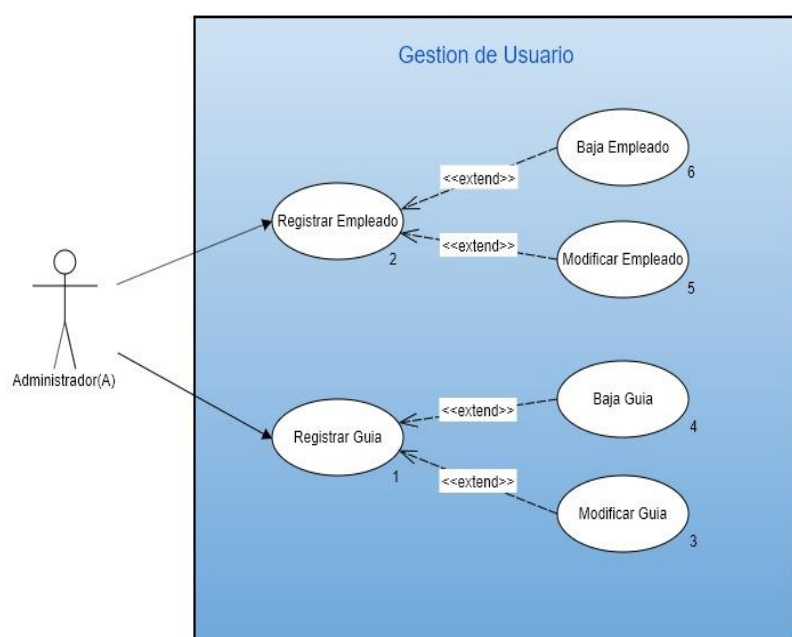 Gestion de Usuario
Baja Empleado
6
<<extend>>
Registrar Empleado
2
<<extend>>
Modificar Empleado
5
Administrador(A)
Baja Guia
4
<<extend>>
Registrar Guia
1
<<extend>>
Modificar Guia
3